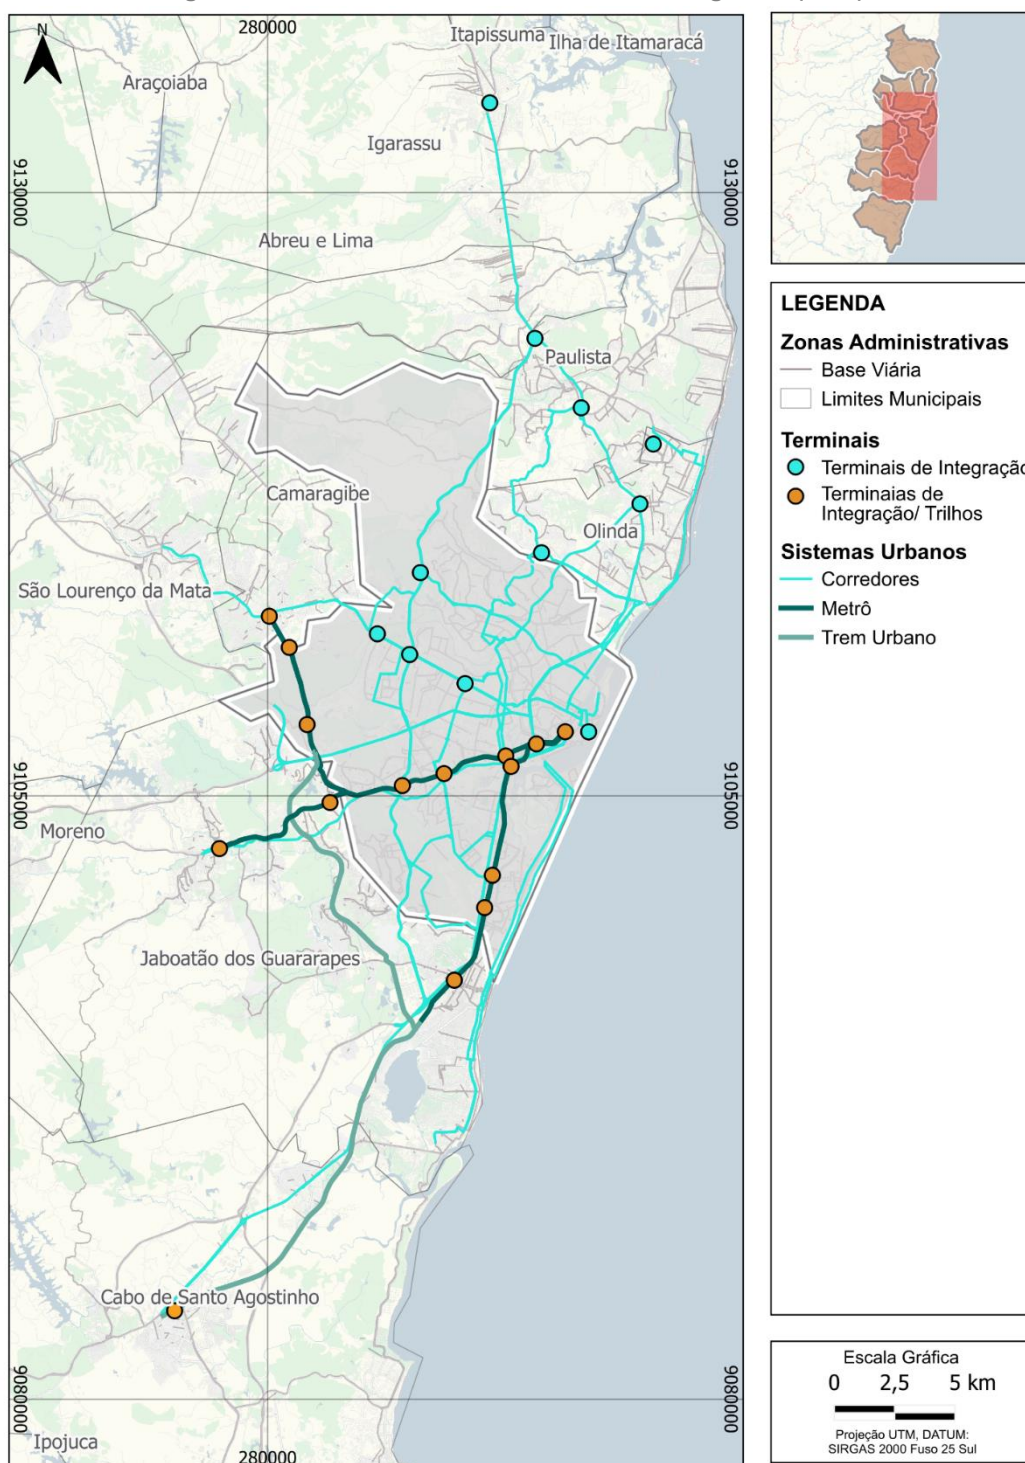 N
280000
Itapissuma
Ilha de Itamaracá
Araçoiaba
Igarassu
9130000
9130000
Abreu e Lima
Paulista
Camaragibe
Olinda
São Lourenço da Mata
9105000
9105000
Moreno
Jaboatão dos Guararapes
Cabo de Santo Agostinho
9080000
9080000
Ipojuca
280000
LEGENDA
Zonas Administrativas
Base Viária
Limites Municipais
Terminais
Terminais de Integração
Terminaias de
Integração/ Trilhos
Sistemas Urbanos
Corredores
Metrô
Trem Urbano
Escala Gráfica
0 2,5 5 km
Projeção UTM, DATUM:
SIRGAS 2000 Fuso 25 Sul